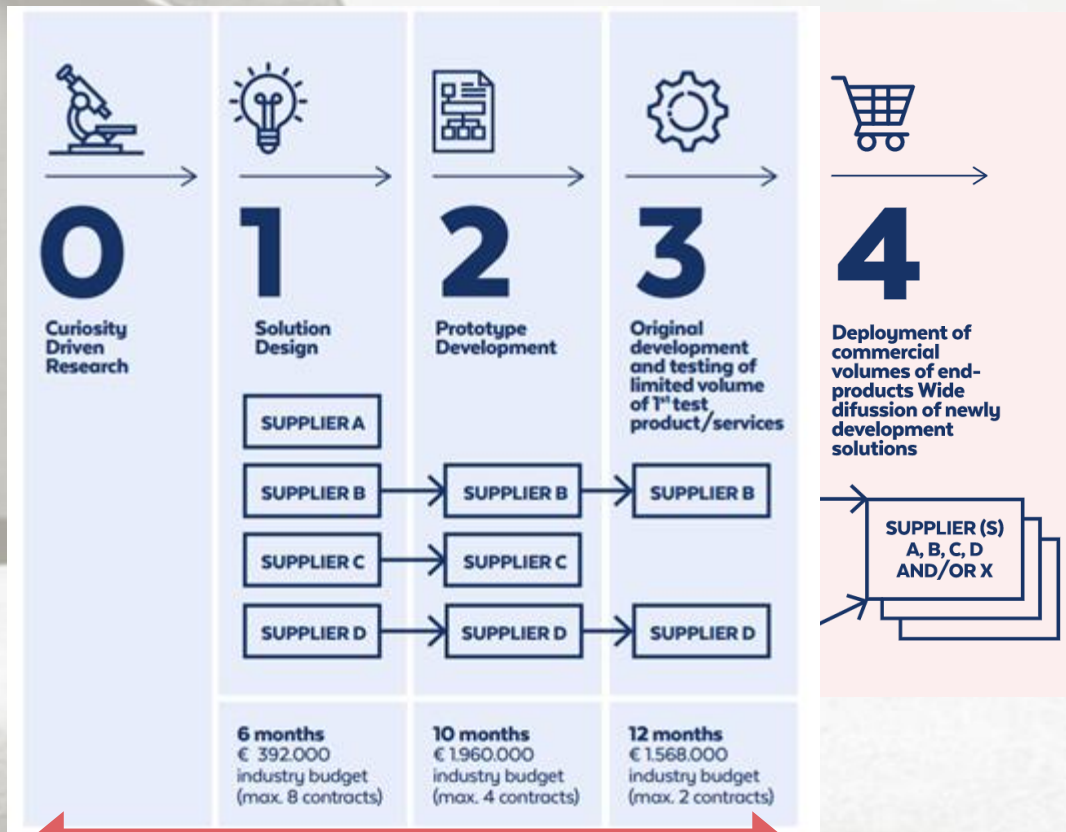 0
Curiosity
Driven
Research
1
Solution
Design
SUPPLIER A
SUPPLIER B
SUPPLIER C
SUPPLIER D
6 months
€ 392.000
industry budget
(max. 8 contracts)
2
Prototype
Development
SUPPLIER B
SUPPLIER C
SUPPLIER D
10 months
€ 1.960.000
industry budget
(max. 4 contracts)
3
Original
development
and testing of
limited volume
of 1st test
product/services
SUPPLIER B
SUPPLIER D
12 months
€ 1.568.000
industry budget
(max. 2 contracts)
4
Deployment of
commercial
volumes of end-
products Wide
difussion of newly
development
solutions
SUPPLIER (S)
A, B, C, D
AND/OR X